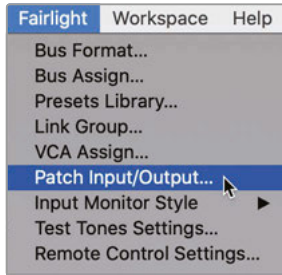 Fairlight Workspace Help
Bus Format...
Bus Assign...
Presets Library...
Link Group...
VCA Assign...
Patch Input/Output...
Input Monitor Style
Test Tones Settings...
Remote Control Settings...